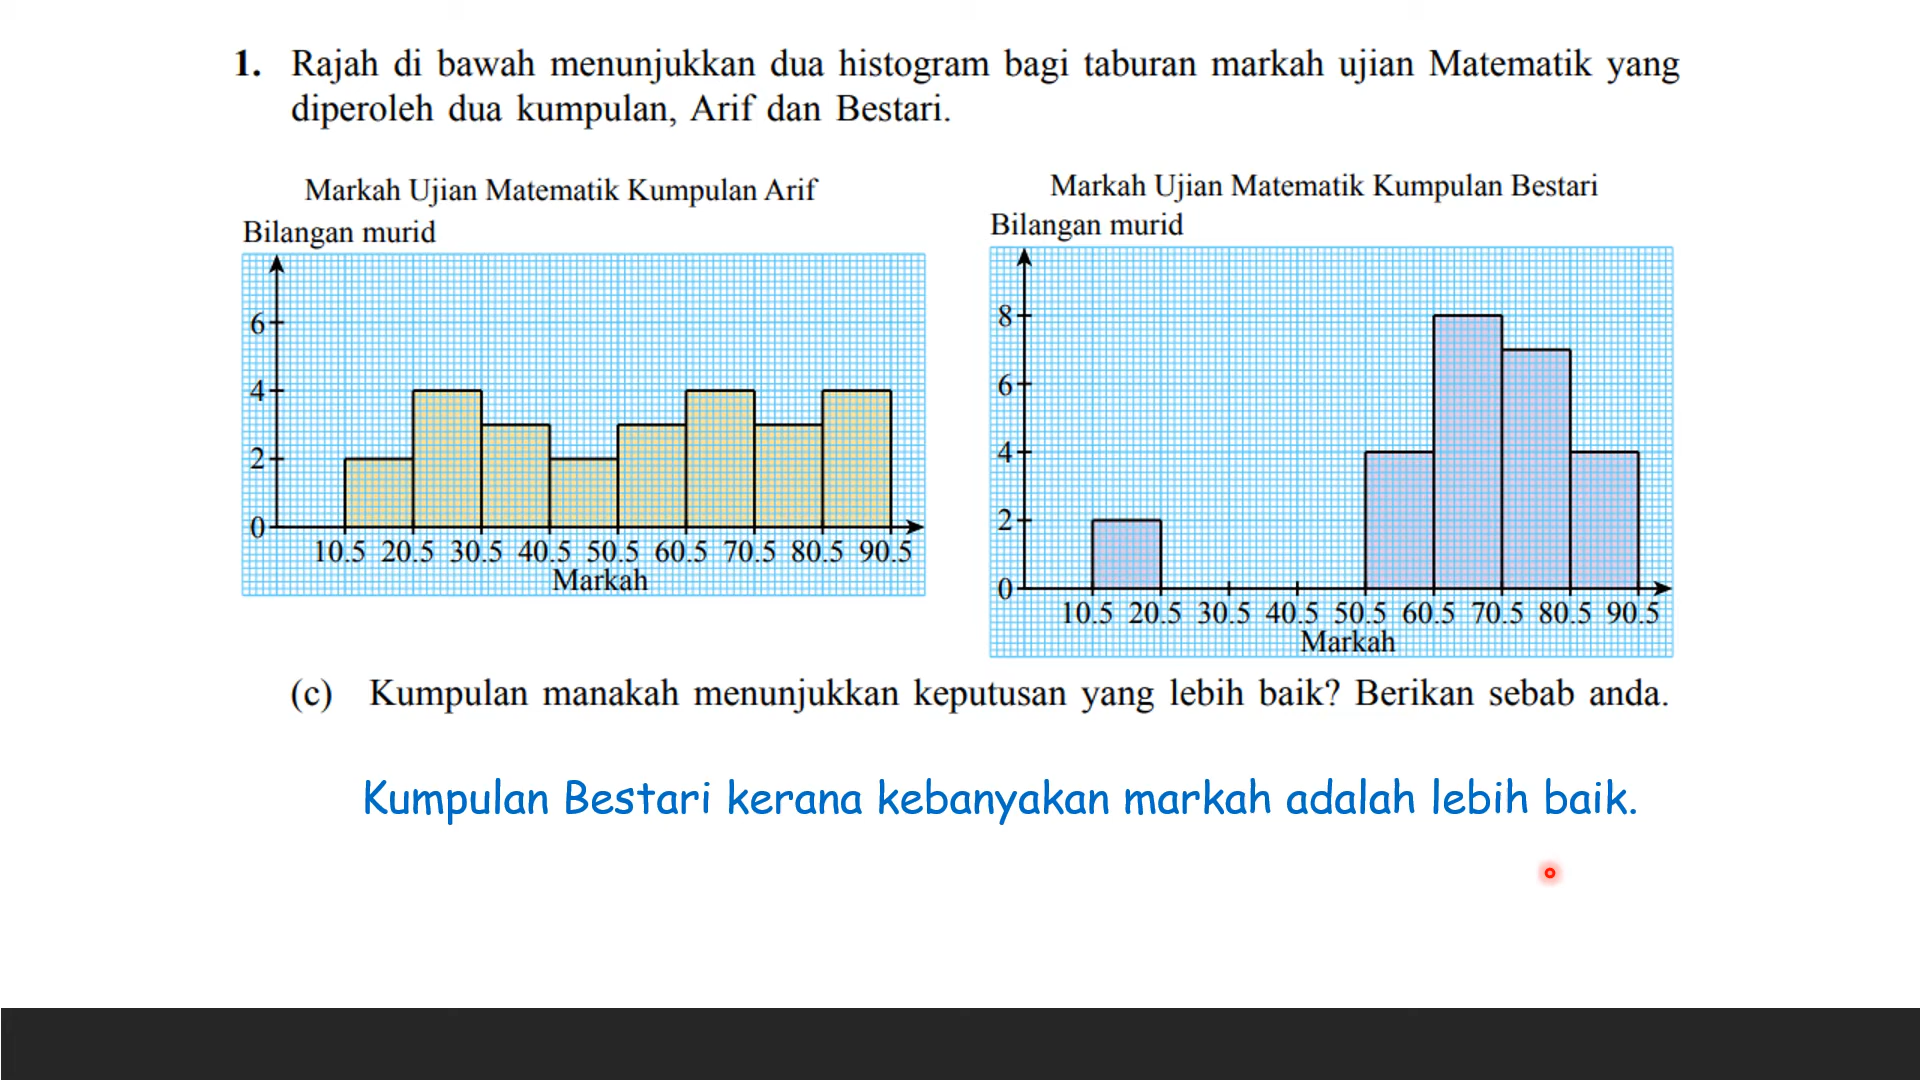 1. Rajah di bawah menunjukkan dua histogram bagi taburan markah ujian Matematik yang
diperoleh dua kumpulan, Arif dan Bestari.
Markah Ujian Matematik Kumpulan Arif
Bilangan murid
6
4
2
0
10.5 20.5 30.5 40.5 50.5 60.5 70.5 80.5 90.5
Markah
Markah Ujian Matematik Kumpulan Bestari
Bilangan murid
8
6
4
2
0
10.5 20.5 30.5 40.5 50.5 60.5 70.5 80.5 90.5
Markah
(c) Kumpulan manakah menunjukkan keputusan yang lebih baik? Berikan sebab anda.
Kumpulan Bestari kerana kebanyakan markah adalah lebih baik.